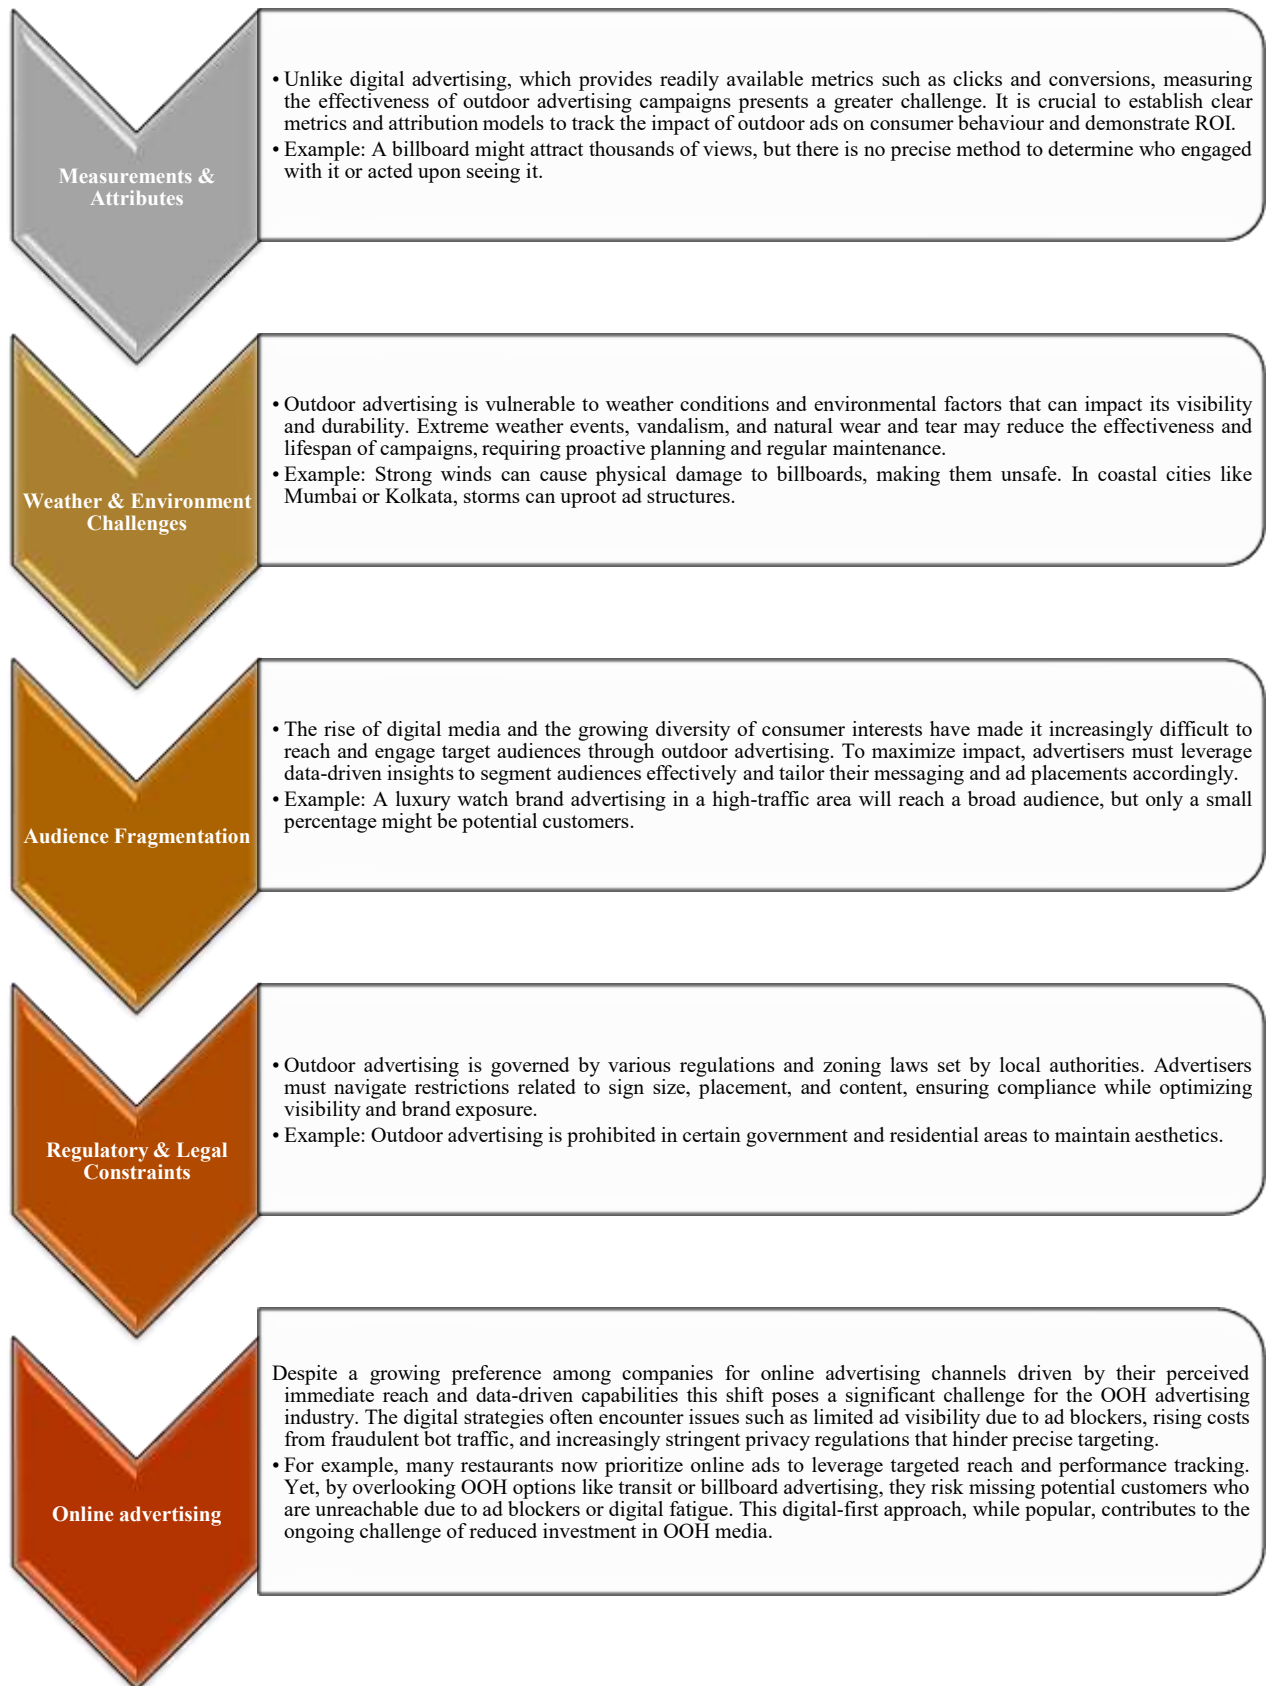 Measurements &
Attributes
• Unlike digital advertising, which provides readily available metrics such as clicks and conversions, measuring
the effectiveness of outdoor advertising campaigns presents a greater challenge. It is crucial to establish clear
metrics and attribution models to track the impact of outdoor ads on consumer behaviour and demonstrate ROI.
• Example: A billboard might attract thousands of views, but there is no precise method to determine who engaged
with it or acted upon seeing it.
Weather & Environment
Challenges
• Outdoor advertising is vulnerable to weather conditions and environmental factors that can impact its visibility
and durability. Extreme weather events, vandalism, and natural wear and tear may reduce the effectiveness and
lifespan of campaigns, requiring proactive planning and regular maintenance.
• Example: Strong winds can cause physical damage to billboards, making them unsafe. In coastal cities like
Mumbai or Kolkata, storms can uproot ad structures.
Audience Fragmentation
• The rise of digital media and the growing diversity of consumer interests have made it increasingly difficult to
reach and engage target audiences through outdoor advertising. To maximize impact, advertisers must leverage
data-driven insights to segment audiences effectively and tailor their messaging and ad placements accordingly.
• Example: A luxury watch brand advertising in a high-traffic area will reach a broad audience, but only a small
percentage might be potential customers.
Regulatory & Legal
Constraints
• Outdoor advertising is governed by various regulations and zoning laws set by local authorities. Advertisers
must navigate restrictions related to sign size, placement, and content, ensuring compliance while optimizing
visibility and brand exposure.
• Example: Outdoor advertising is prohibited in certain government and residential areas to maintain aesthetics.
Online advertising
Despite a growing preference among companies for online advertising channels driven by their perceived
immediate reach and data-driven capabilities this shift poses a significant challenge for the OOH advertising
industry. The digital strategies often encounter issues such as limited ad visibility due to ad blockers, rising costs
from fraudulent bot traffic, and increasingly stringent privacy regulations that hinder precise targeting.
• For example, many restaurants now prioritize online ads to leverage targeted reach and performance tracking.
Yet, by overlooking OOH options like transit or billboard advertising, they risk missing potential customers who
are unreachable due to ad blockers or digital fatigue. This digital-first approach, while popular, contributes to the
ongoing challenge of reduced investment in OOH media.